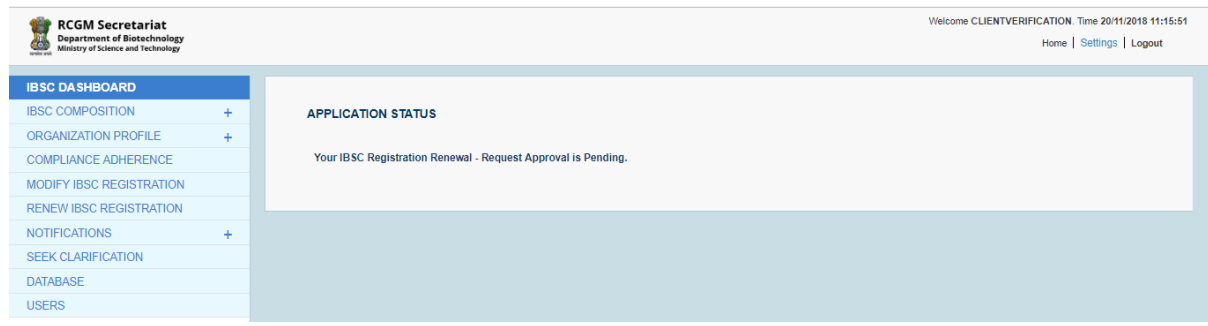 RCGM Secretariat
Department of Biotechnology
Ministry of Science and Technology
Welcome CLIENTVERIFICATION. Time 20/11/2018 11:15:51
Home | Settings | Logout
IBSC DASHBOARD
IBSC COMPOSITION +
ORGANIZATION PROFILE +
COMPLIANCE ADHERENCE
MODIFY IBSC REGISTRATION
RENEW IBSC REGISTRATION
NOTIFICATIONS +
SEEK CLARIFICATION
DATABASE
USERS
APPLICATION STATUS
Your IBSC Registration Renewal - Request Approval is Pending.